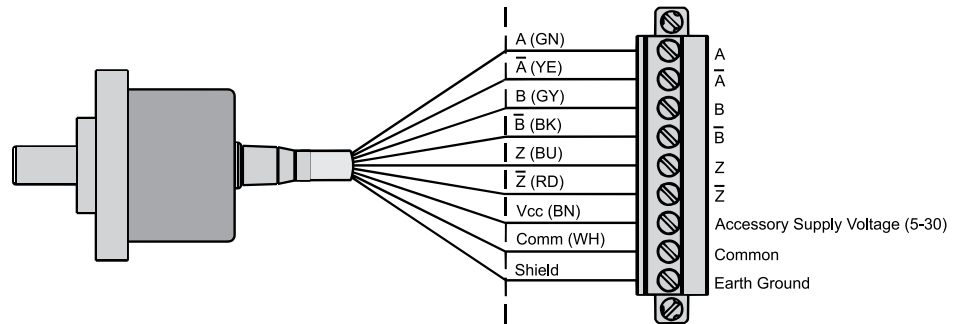 A (GN)
A̅ (YE)
B (GY)
B̅ (BK)
Z (BU)
Z̅ (RD)
Vcc (BN)
Comm (WH)
Shield
A
A̅
B
B̅
Z
Z̅
Accessory Supply Voltage (5-30)
Common
Earth Ground